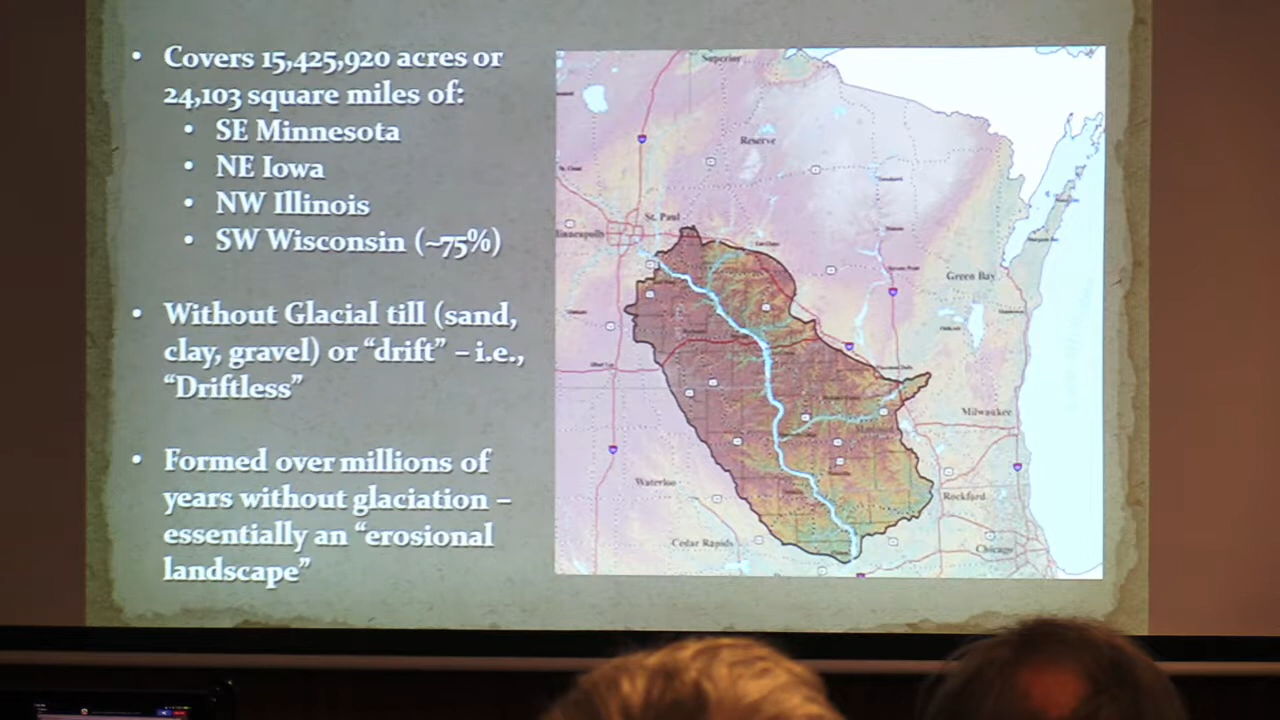 • Covers 15,425,920 acres or
24,103 square miles of:
• SE Minnesota
• NE Iowa
• NW Illinois
• SW Wisconsin (~75%)
• Without Glacial till (sand,
clay, gravel) or “drift” – i.e.,
“Driftless”
• Formed over millions of
years without glaciation –
essentially an “erosional
landscape”
Superior
Reserve
St. Paul
Minneapolis
Green Bay
Milwaukee
Waterloo
Rockford
Cedar Rapids
Chicago